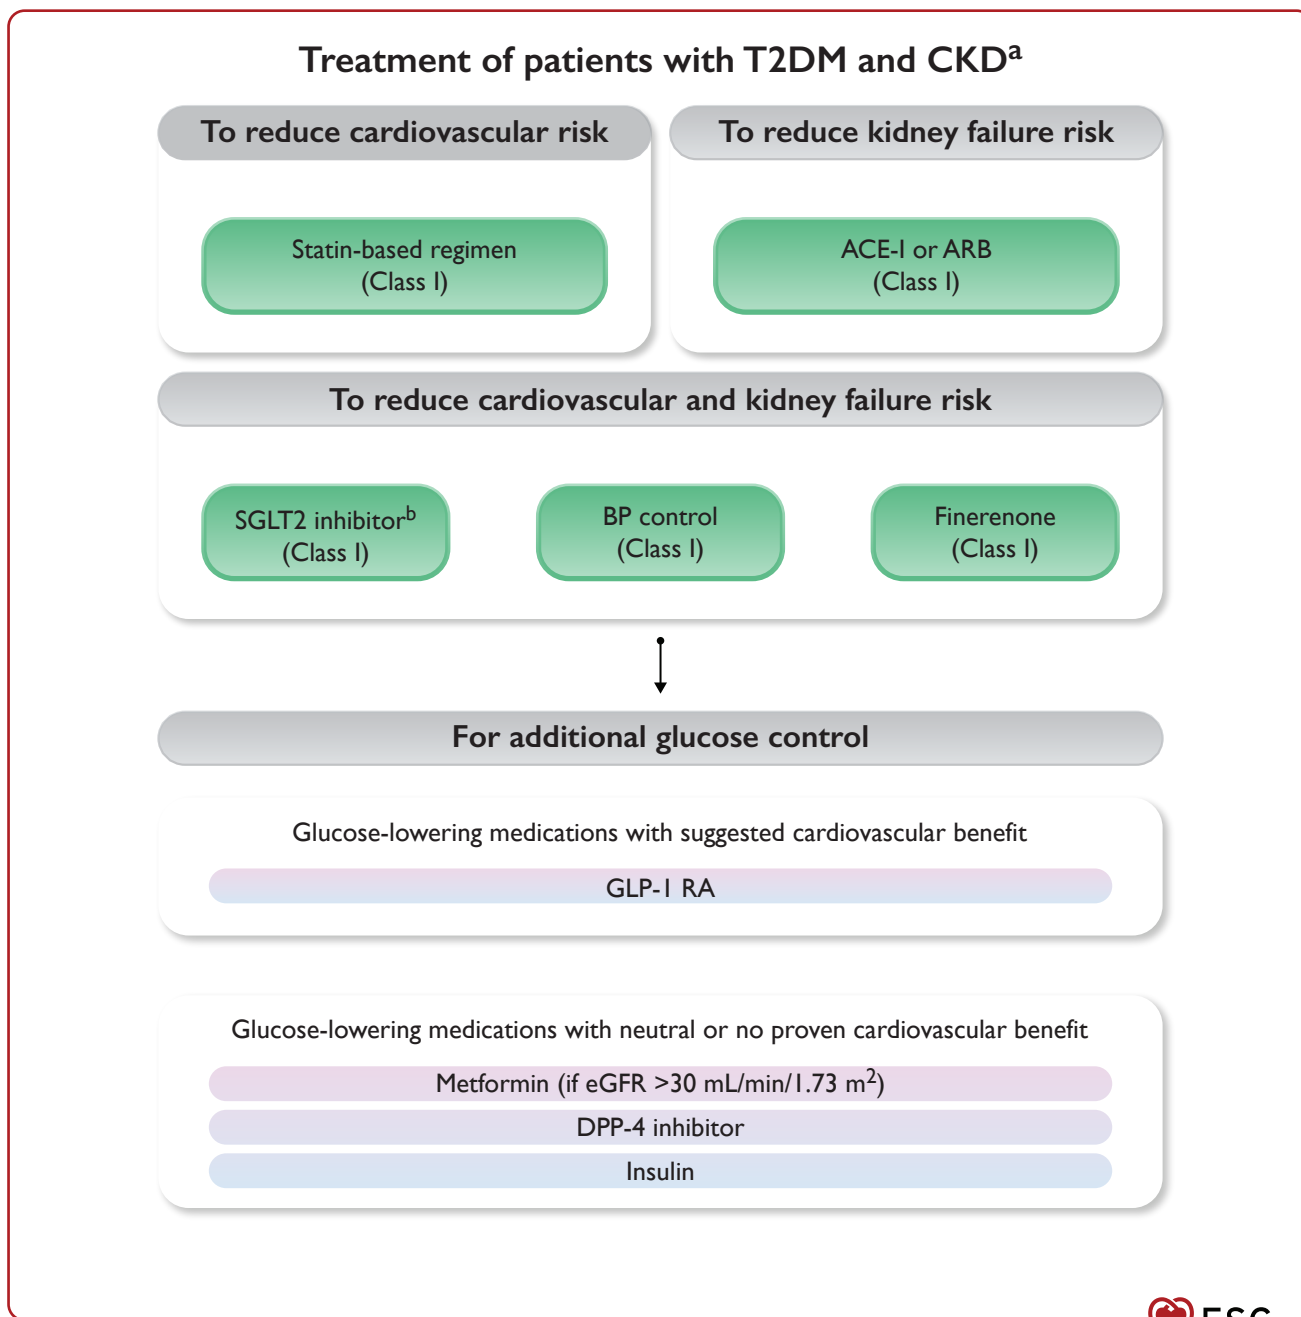 Treatment of patients with T2DM and CKDᵃ
To reduce cardiovascular risk
Statin-based regimen
(Class I)
To reduce kidney failure risk
ACE-I or ARB
(Class I)
To reduce cardiovascular and kidney failure risk
SGLT2 inhibitorᵇ
(Class I)
BP control
(Class I)
Finerenone
(Class I)
For additional glucose control
Glucose-lowering medications with suggested cardiovascular benefit
GLP-1 RA
Glucose-lowering medications with neutral or no proven cardiovascular benefit
Metformin (if eGFR >30 mL/min/1.73 m²)
DPP-4 inhibitor
Insulin
ESC